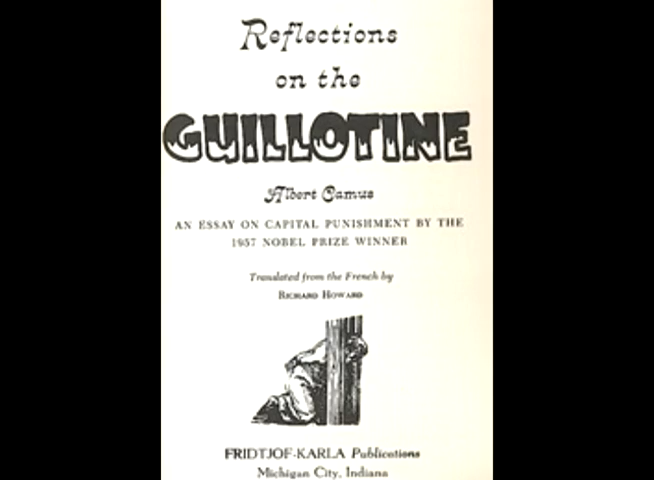 Reflections
on the
GUILLOTINE
Albert Camus
AN ESSAY ON CAPITAL PUNISHMENT BY THE
1957 NOBEL PRIZE WINNER
Translated from the French by
RICHARD HOWARD
FRIDTJOF-KARLA Publications
Michigan City, Indiana